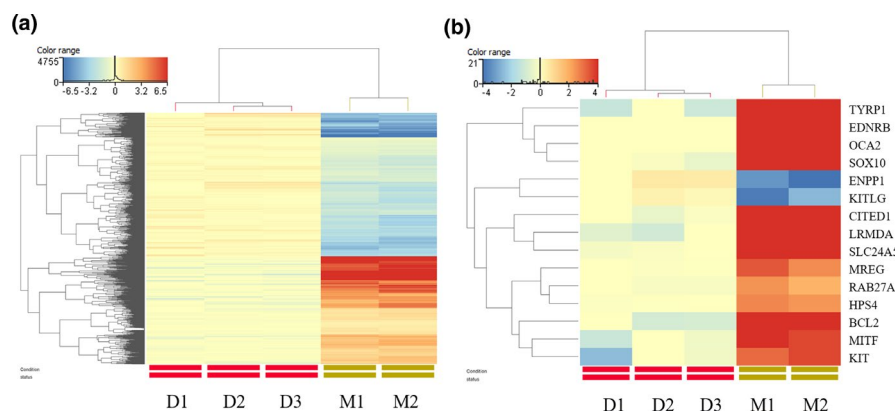 (a)
Color range
4755
0
-6.5 -3.2 0 3.2 6.5
Condition
status
D1 D2 D3 M1 M2
(b)
Color range
21
0
-4 -2 0 2 4
TYRP1
EDNRB
OCA2
SOX10
ENPP1
KITLG
CITED1
LRMDA
SLC24A5
MREG
RAB27A
HPS4
BCL2
MITF
KIT
Condition
status
D1 D2 D3 M1 M2